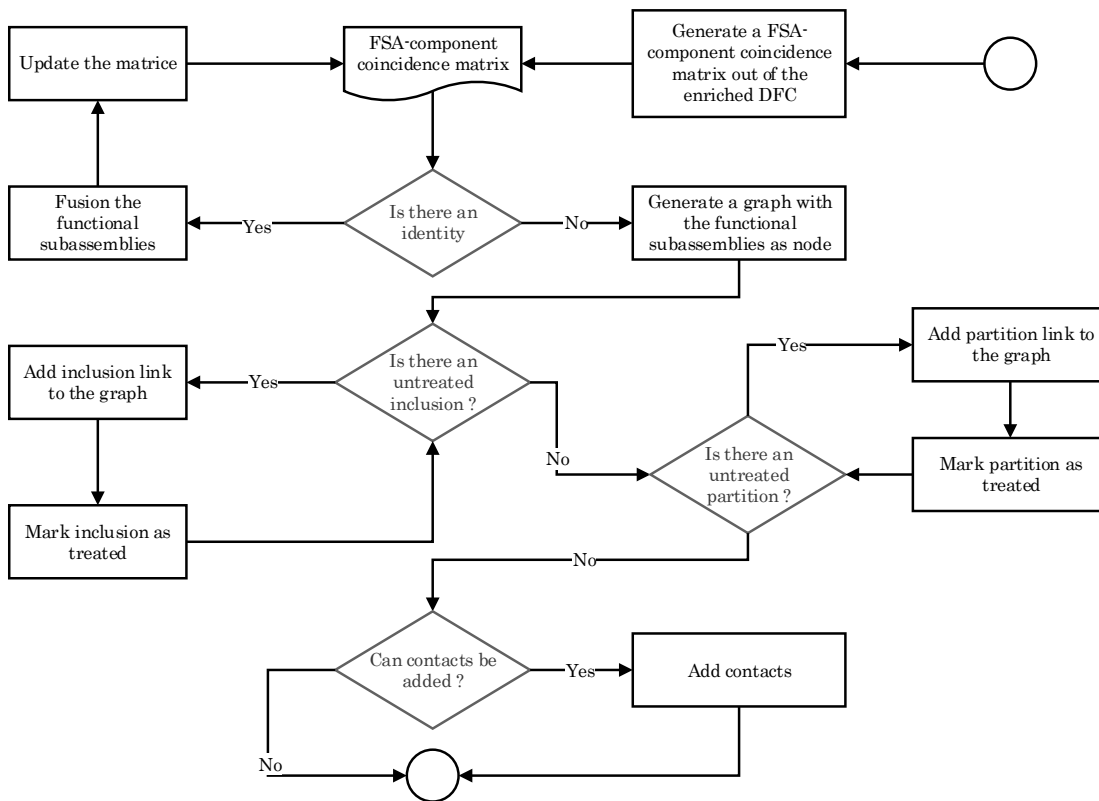 Update the matrice
FSA-component
coincidence matrix
Generate a FSA-
component coincidence
matrix out of the
enriched DFC
Fusion the
functional
subassemblies
Yes
Is there an
identity
No
Generate a graph with
the functional
subassemblies as node
Add inclusion link
to the graph
Yes
Is there an
untreated
inclusion ?
No
Yes
Add partition link to
the graph
Is there an
untreated
partition ?
Mark partition as
treated
Mark inclusion as
treated
No
Can contacts be
added ?
Yes
Add contacts
No